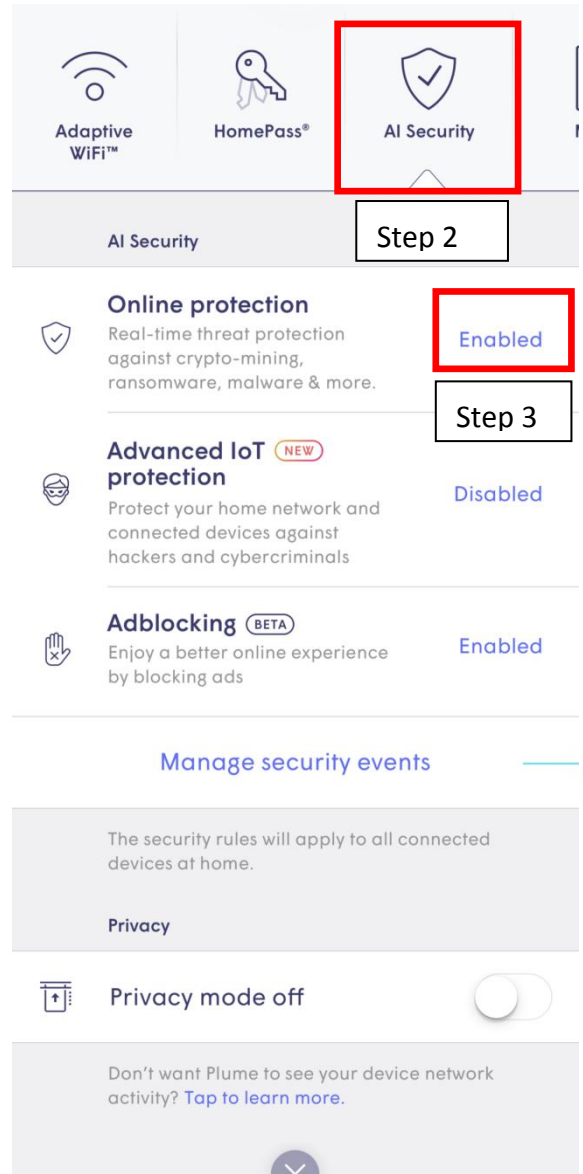 Adaptive
WiFi™
HomePass®
AI Security
Step 2
AI Security
Online protection
Real-time threat protection
against crypto-mining,
ransomware, malware & more.
Enabled
Step 3
Advanced IoT NEW
protection
Protect your home network and
connected devices against
hackers and cybercriminals
Disabled
Adblocking BETA
Enjoy a better online experience
by blocking ads
Enabled
Manage security events
The security rules will apply to all connected
devices at home.
Privacy
Privacy mode off
Don't want Plume to see your device network
activity? Tap to learn more.